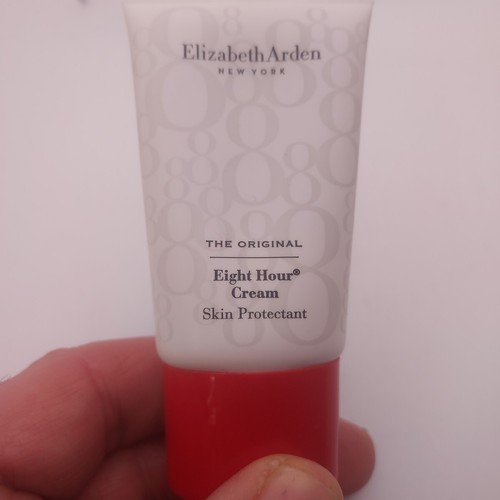 Elizabeth Arden
NEW YORK
THE ORIGINAL
Eight Hour®
Cream
Skin Protectant